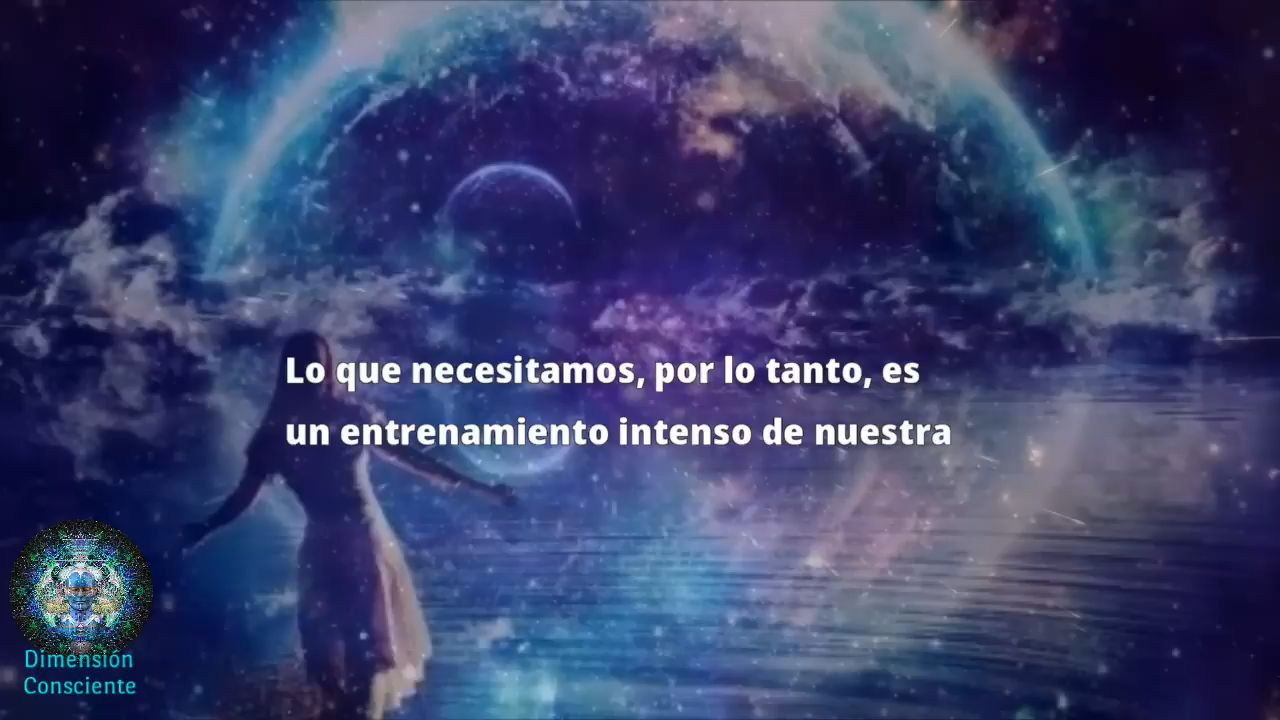 Lo que necesitamos, por lo tanto, es
un entrenamiento intenso de nuestra
Dimensión
Consciente